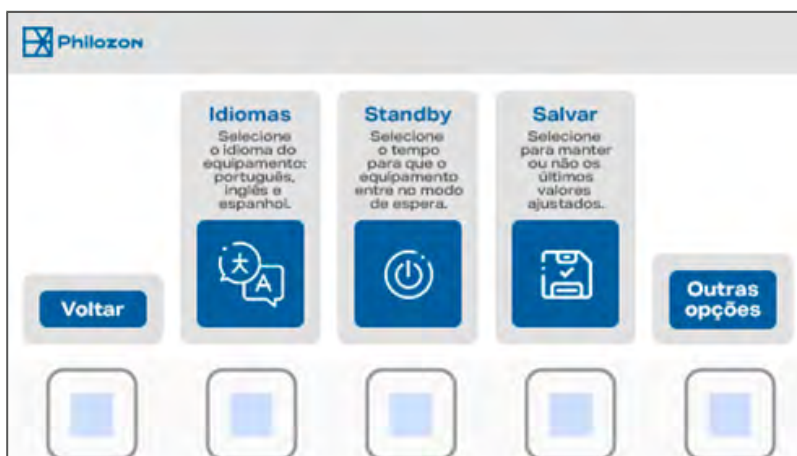 Philozon
Idiomas
Selecione
o idioma do
equipamento:
português,
inglês e
espanhol.
Standby
Selecione
o tempo
para que o
equipamento
entre no modo
de espera.
Salvar
Selecione
para manter
ou não os
últimos
valores
ajustados.
大
A
Voltar
Outras
opções